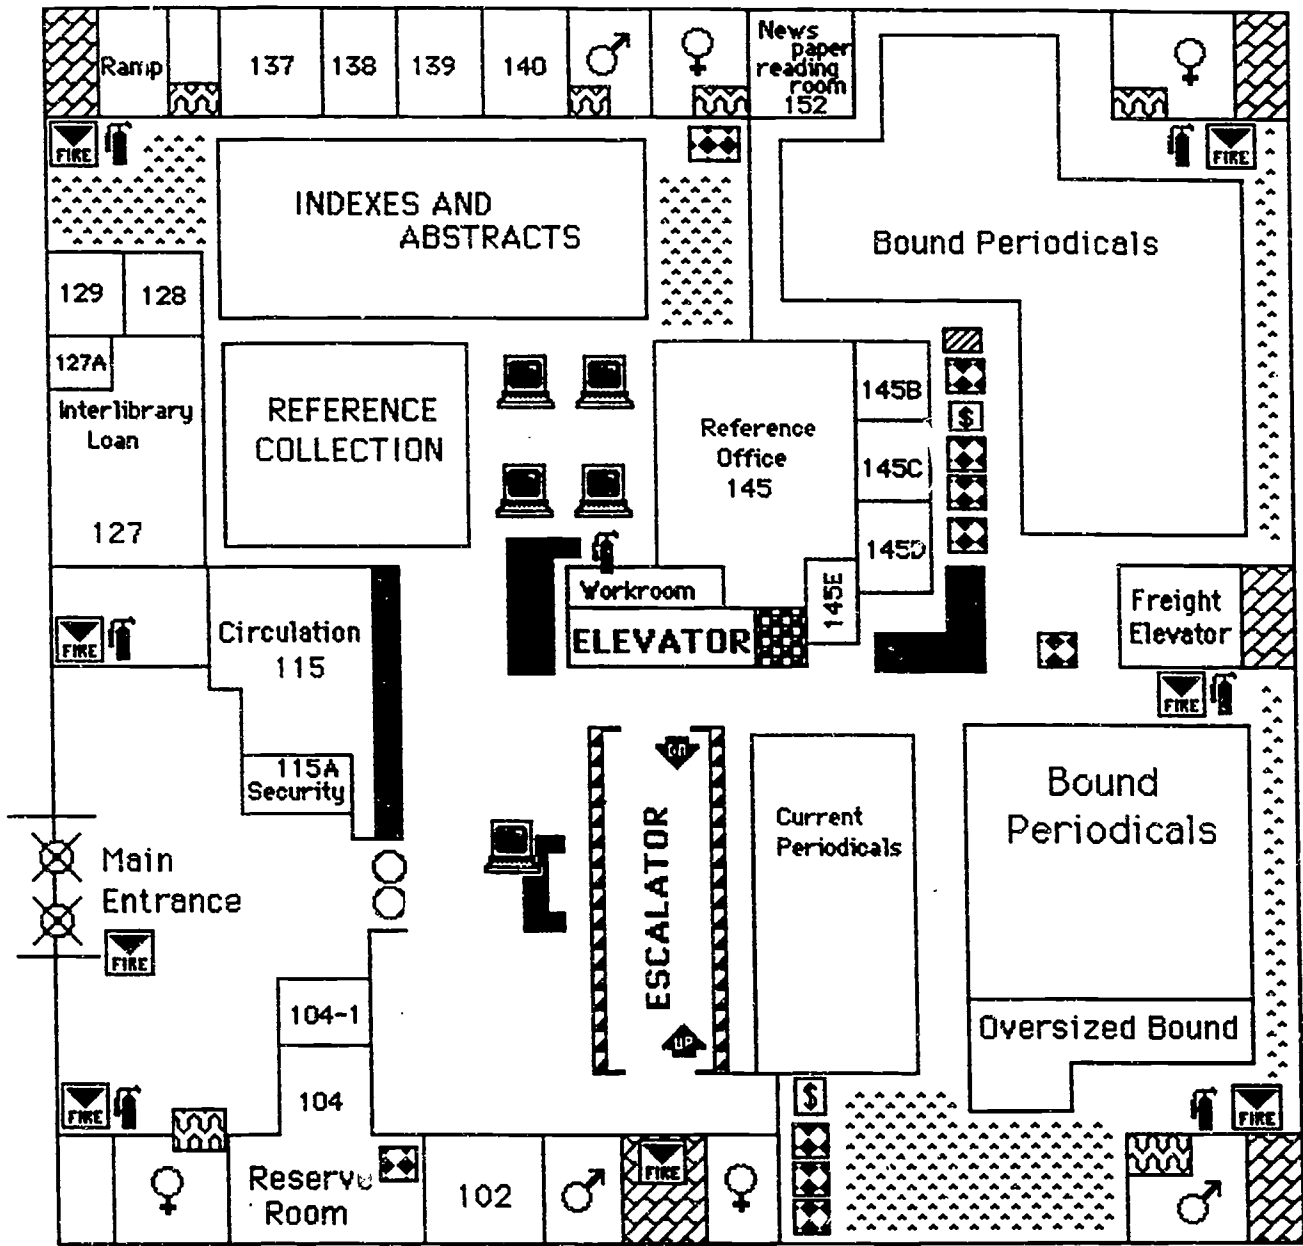 Ramp
137
138
139
140
News
paper
reading
room
152
FIRE
FIRE
INDEXES AND
ABSTRACTS
Bound Periodicals
129
128
127A
Interlibrary
Loan
127
REFERENCE
COLLECTION
Reference
Office
145
145B
$
145C
145D
145E
Workroom
ELEVATOR
Freight
Elevator
FIRE
Circulation
115
FIRE
115A
Security
Current
Periodicals
Bound
Periodicals
ESCALATOR
Main
Entrance
FIRE
104-1
UP
Oversized Bound
104
FIRE
$
FIRE
FIRE
Reserve
Room
102